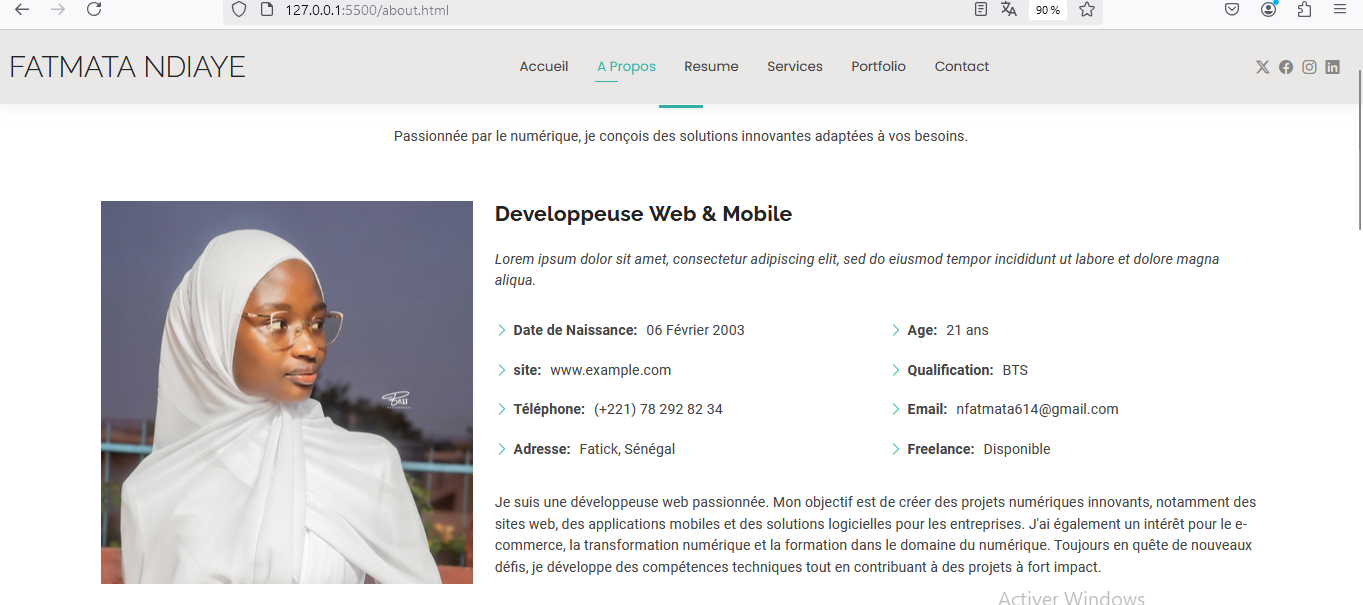 127.0.0.1:5500/about.html
90 %
FATMATA NDIAYE
Accueil
A Propos
Resume
Services
Portfolio
Contact
Passionnée par le numérique, je conçois des solutions innovantes adaptées à vos besoins.
Developpeuse Web & Mobile
Lorem ipsum dolor sit amet, consectetur adipiscing elit, sed do eiusmod tempor incididunt ut labore et dolore magna
aliqua.
Date de Naissance: 06 Février 2003
Age: 21 ans
site: www.example.com
Qualification: BTS
Téléphone: (+221) 78 292 82 34
Email: nfatmata614@gmail.com
Adresse: Fatick, Sénégal
Freelance: Disponible
Je suis une développeuse web passionnée. Mon objectif est de créer des projets numériques innovants, notamment des
sites web, des applications mobiles et des solutions logicielles pour les entreprises. J'ai également un intérêt pour le e-
commerce, la transformation numérique et la formation dans le domaine du numérique. Toujours en quête de nouveaux
défis, je développe des compétences techniques tout en contribuant à des projets à fort impact.
Activer Windows